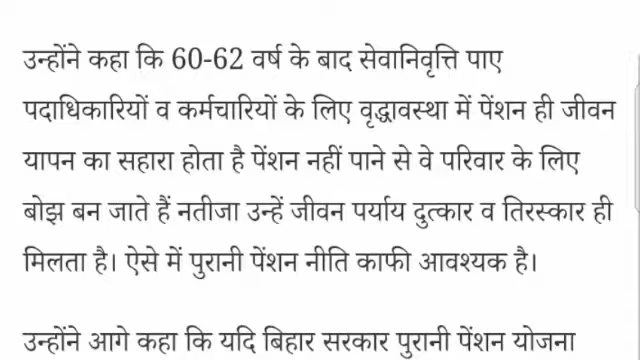 उन्होंने कहा कि 60-62 वर्ष के बाद सेवानिवृत्ति पाए
पदाधिकारियों व कर्मचारियों के लिए वृद्धावस्था में पेंशन ही जीवन
यापन का सहारा होता है पेंशन नहीं पाने से वे परिवार के लिए
बोझ बन जाते हैं नतीजा उन्हें जीवन पर्याय दुत्कार व तिरस्कार ही
मिलता है। ऐसे में पुरानी पेंशन नीति काफी आवश्यक है।
उन्होंने आगे कहा कि यदि बिहार सरकार पुरानी पेंशन योजना